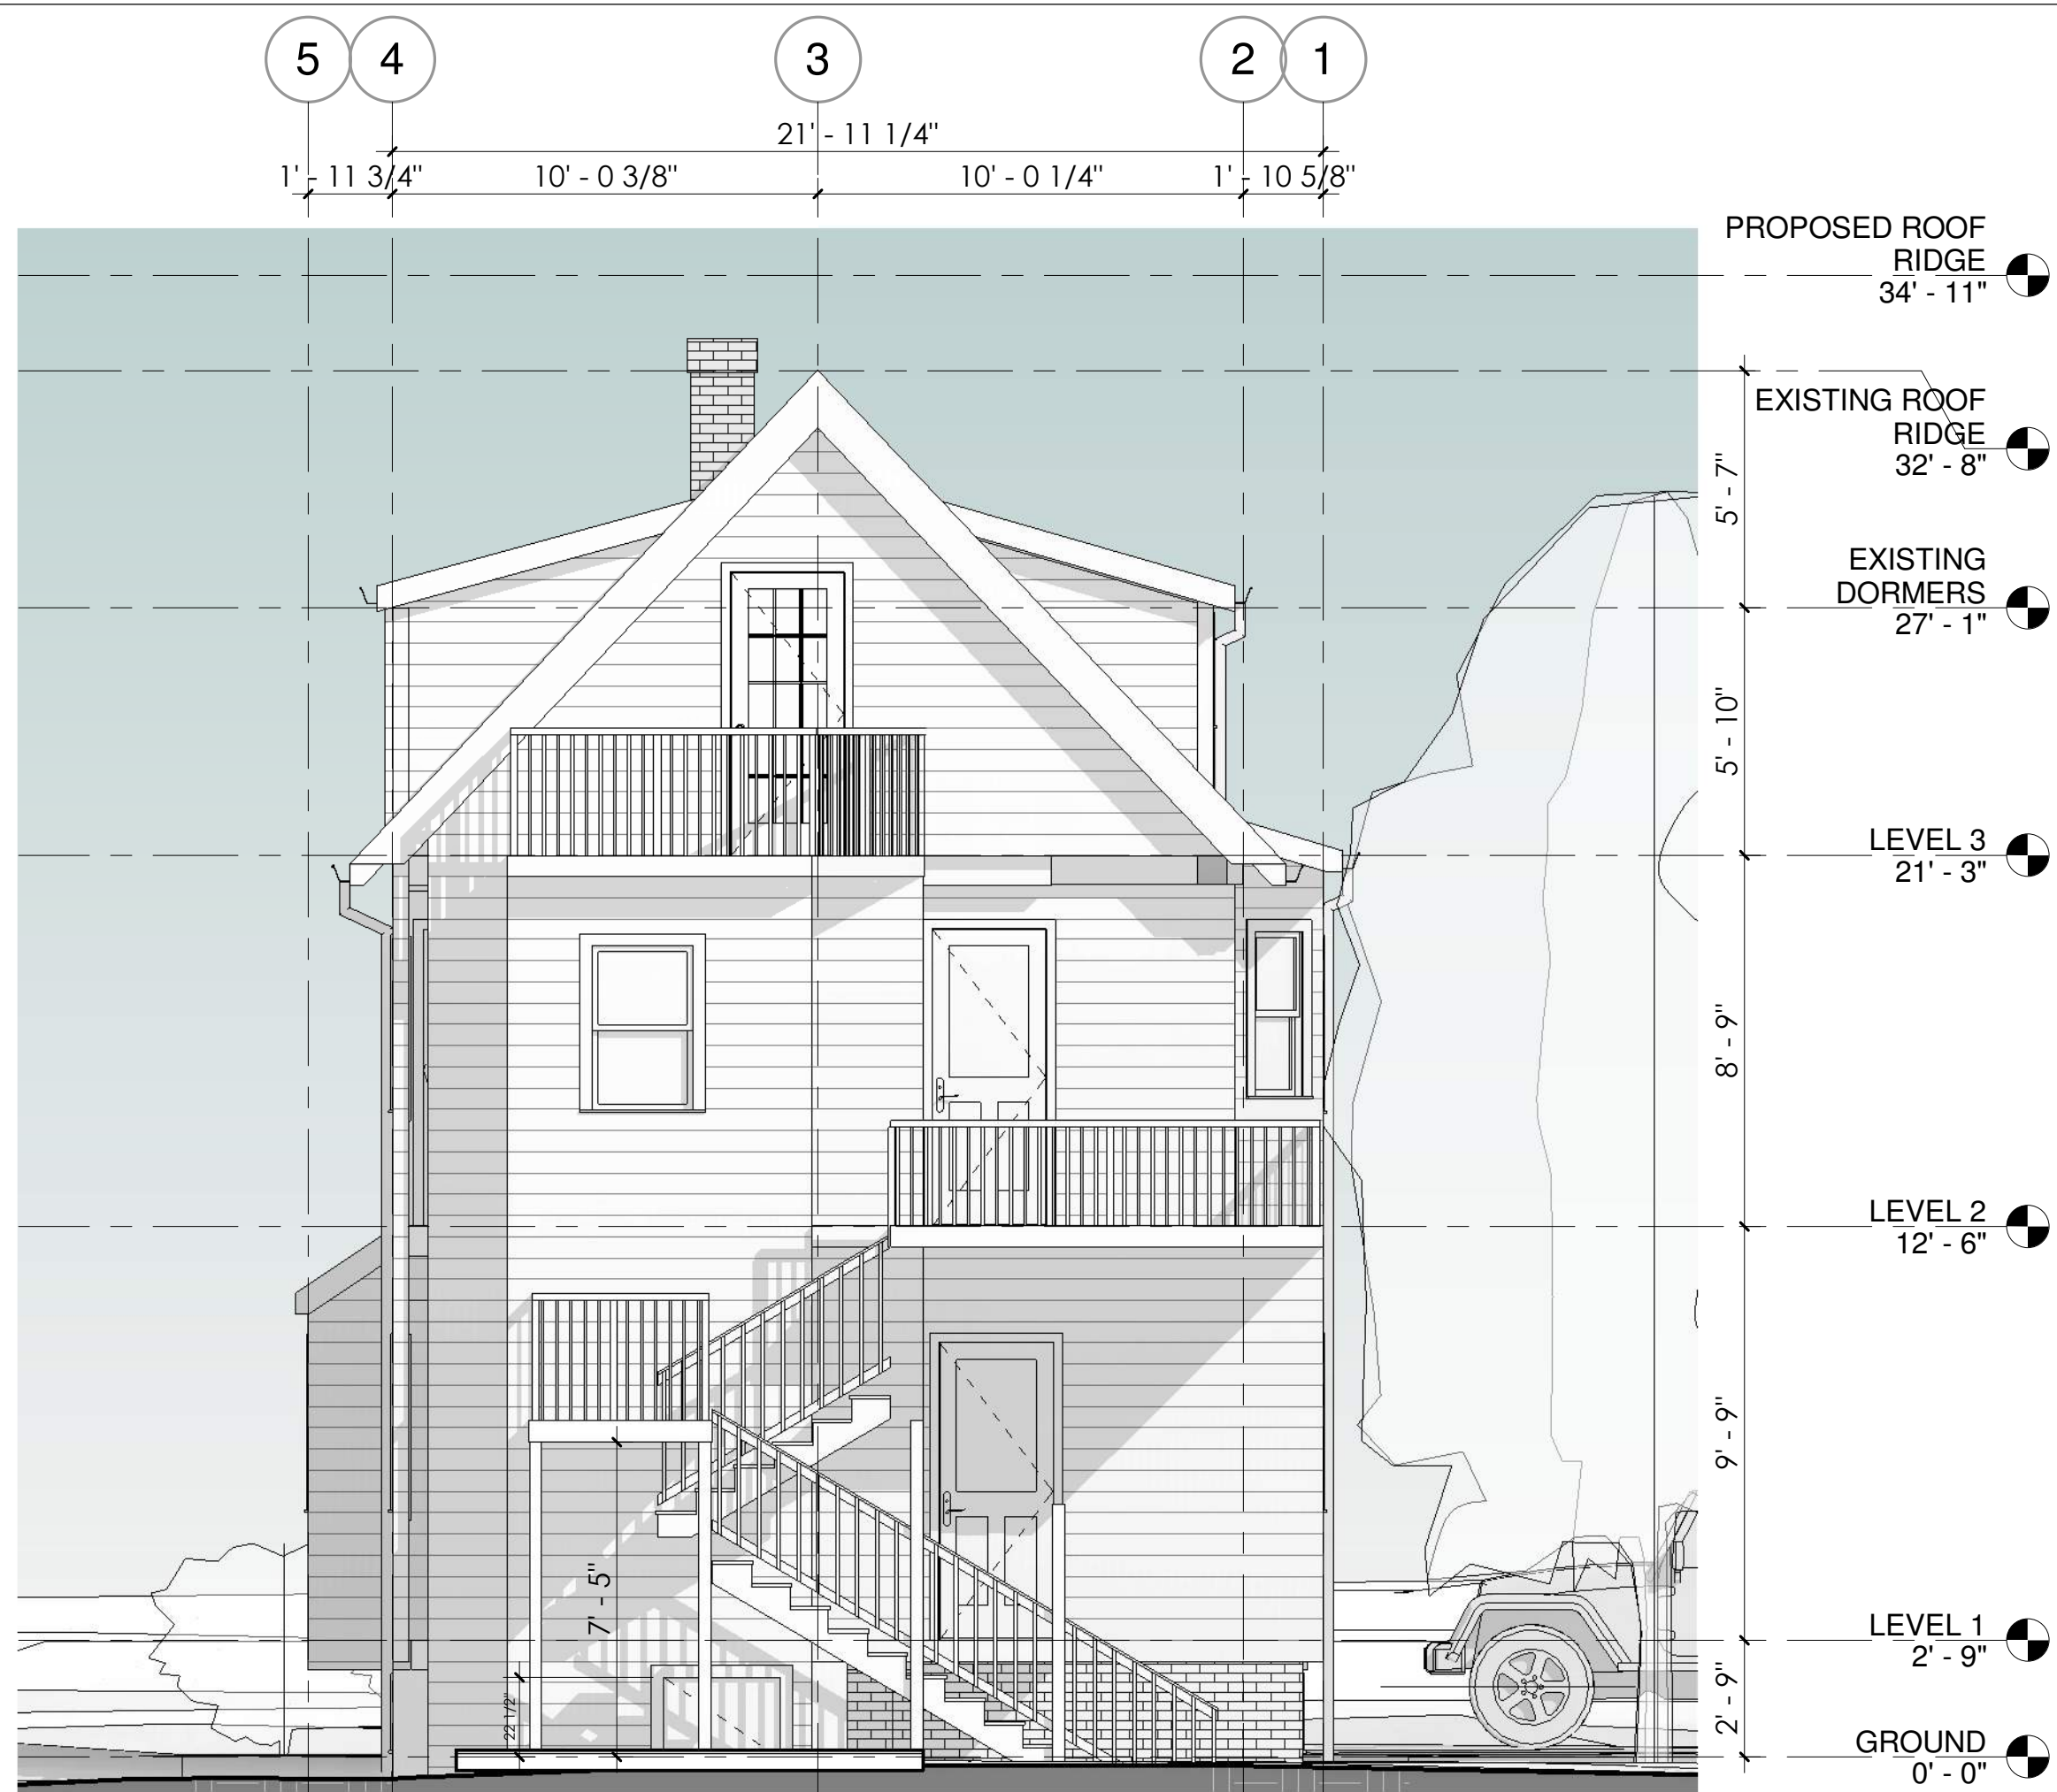 5 4 3 2 1
21' - 11 1/4"
1' - 11 3/4" 10' - 0 3/8" 10' - 0 1/4" 1' - 10 5/8"
PROPOSED ROOF
RIDGE
34' - 11"
EXISTING ROOF
RIDGE
32' - 8"
5' - 7"
EXISTING
DORMERS
27' - 1"
5' - 10"
LEVEL 3
21' - 3"
8' - 9"
LEVEL 2
12' - 6"
9' - 9"
7' - 5"
LEVEL 1
2' - 9"
2' - 9"
22 1/2"
GROUND
0' - 0"